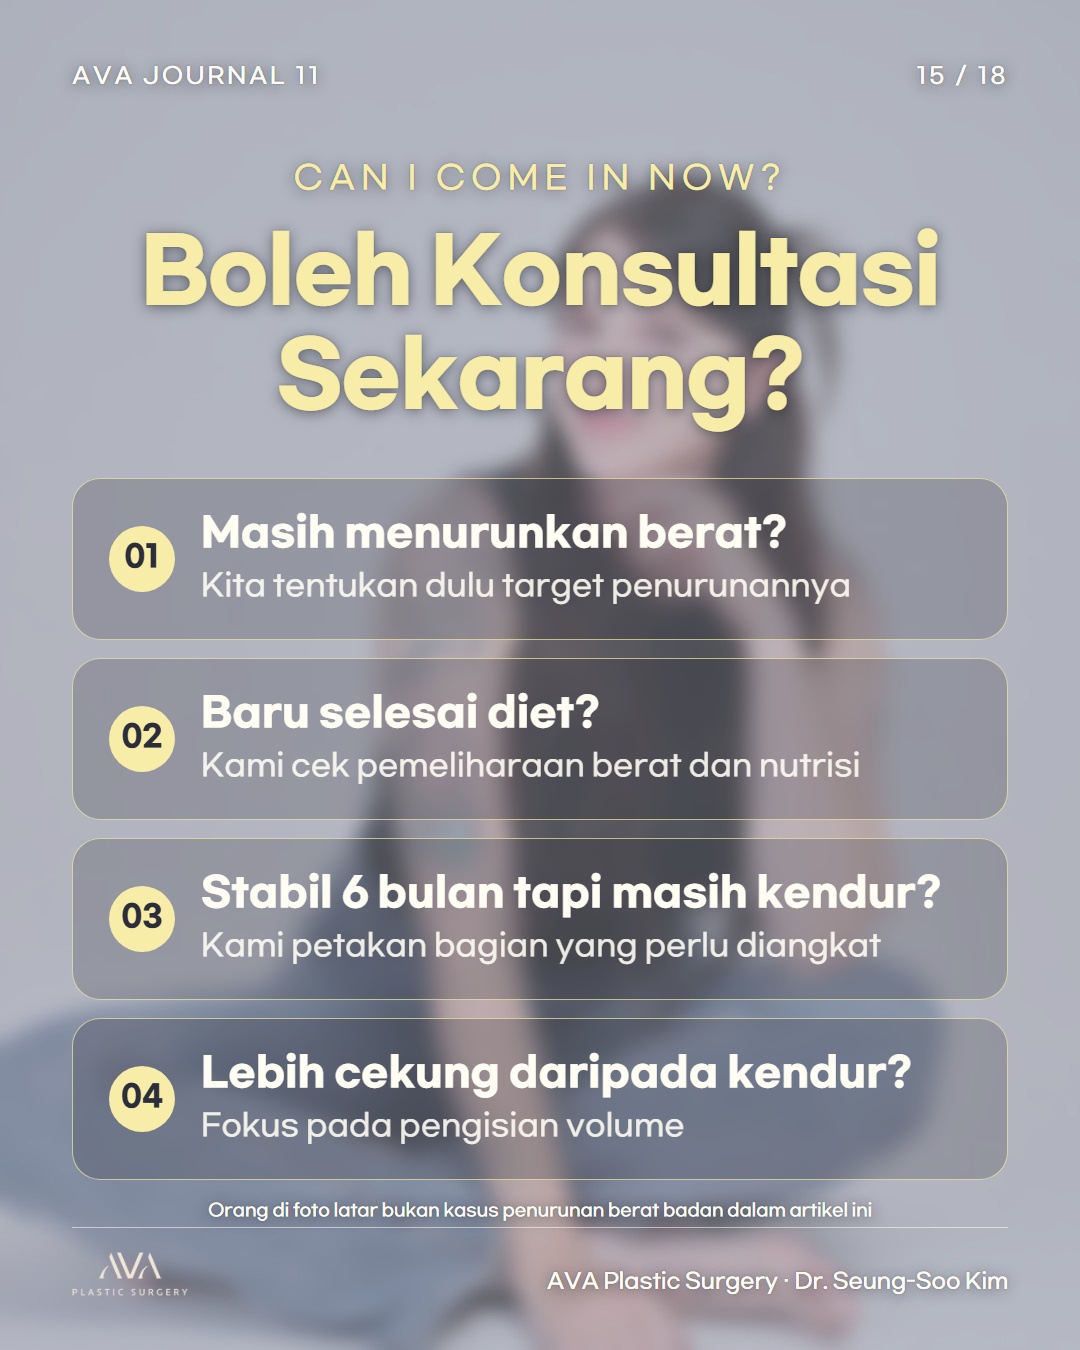 AVA JOURNAL 11
15 / 18
CAN I COME IN NOW?
Boleh Konsultasi
Sekarang?
01
Masih menurunkan berat?
Kita tentukan dulu target penurunannya
02
Baru selesai diet?
Kami cek pemeliharaan berat dan nutrisi
03
Stabil 6 bulan tapi masih kendur?
Kami petakan bagian yang perlu diangkat
04
Lebih cekung daripada kendur?
Fokus pada pengisian volume
Orang di foto latar bukan kasus penurunan berat badan dalam artikel ini
AVA
PLASTIC SURGERY
AVA Plastic Surgery · Dr. Seung-Soo Kim